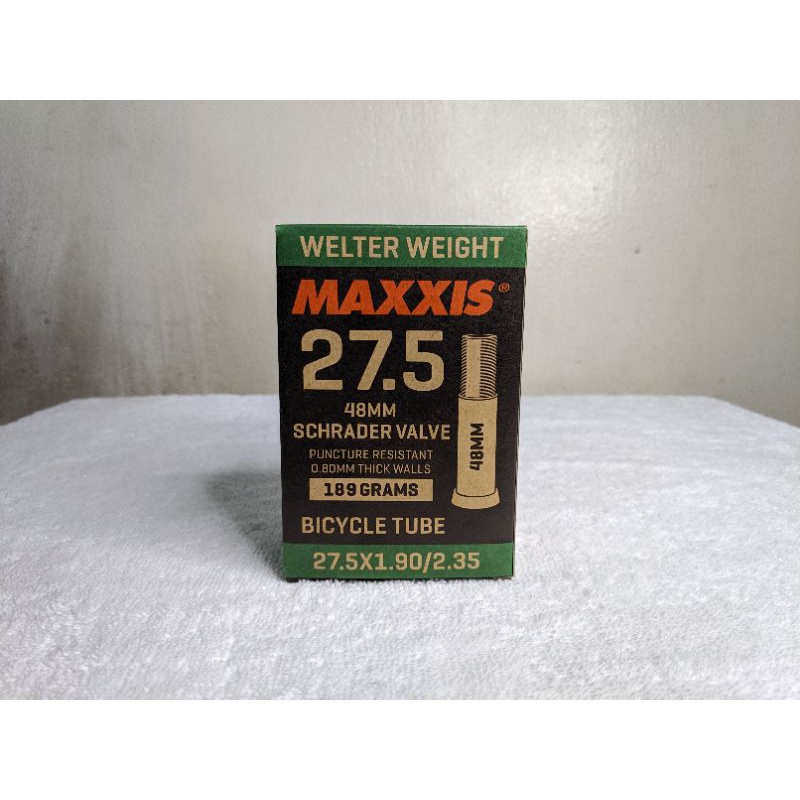 WELTER WEIGHT
MAXXIS®
27.5
48MM
SCHRADER VALVE
PUNCTURE RESISTANT
0.80MM THICK WALLS
189 GRAMS
48MM
BICYCLE TUBE
27.5X1.90/2.35